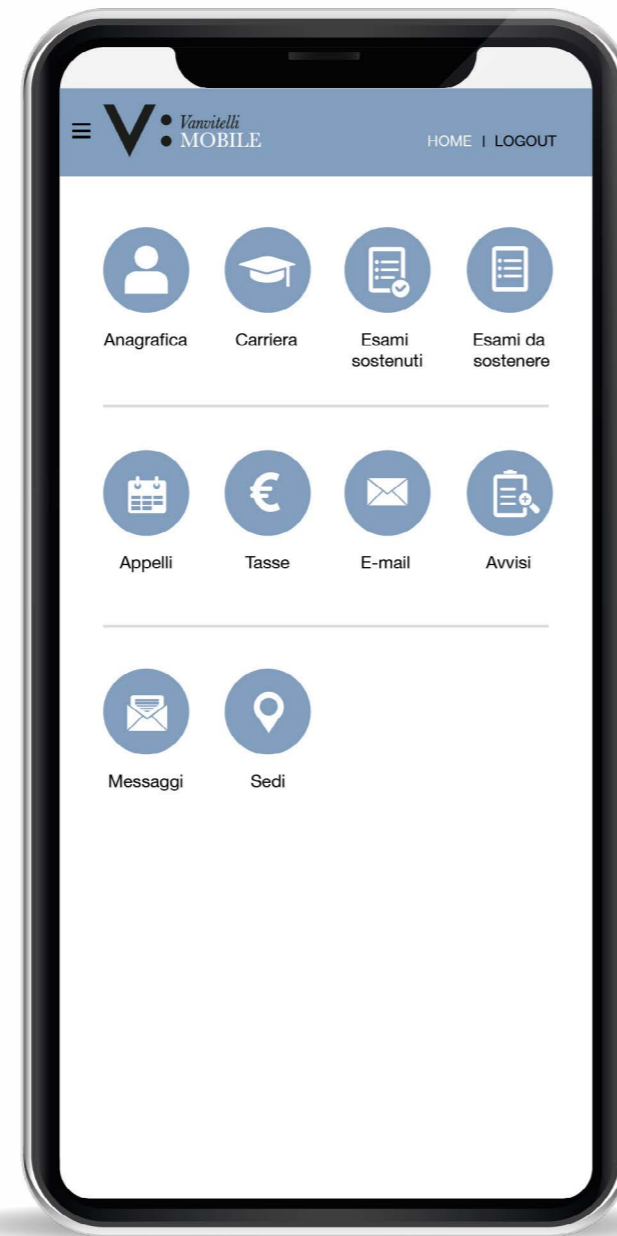 V: Vanvitelli
MOBILE
HOME | LOGOUT
Anagrafica
Carriera
Esami
sostenuti
Esami da
sostenere
Appelli
Tasse
E-mail
Avvisi
Messaggi
Sedi